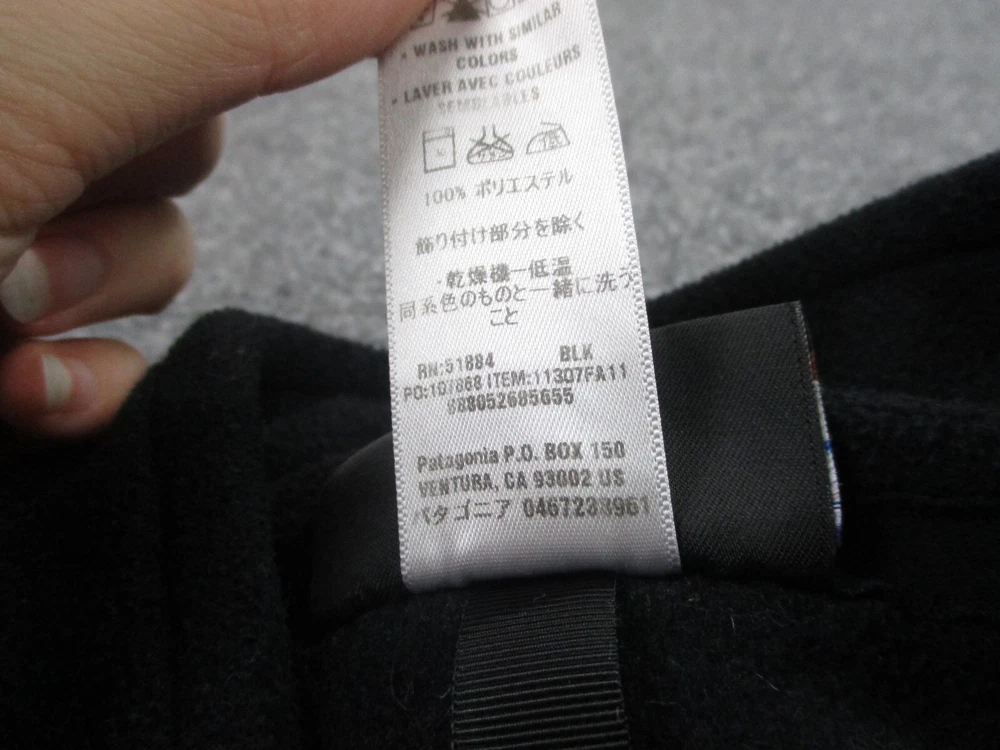 • WASH WITH SIMILAR
COLORS
• LAVER AVEC COULEURS
SEMBLABLES
100% ポリエステル
飾り付け部分を除く
·乾燥機ー低温
同系色のものと一緒に洗う
こと
RN:51884 BLK
PO:107868 ITEM:11307FA11
Patagonia P.O. BOX 150
VENTURA, CA 93002 US
パタゴニア